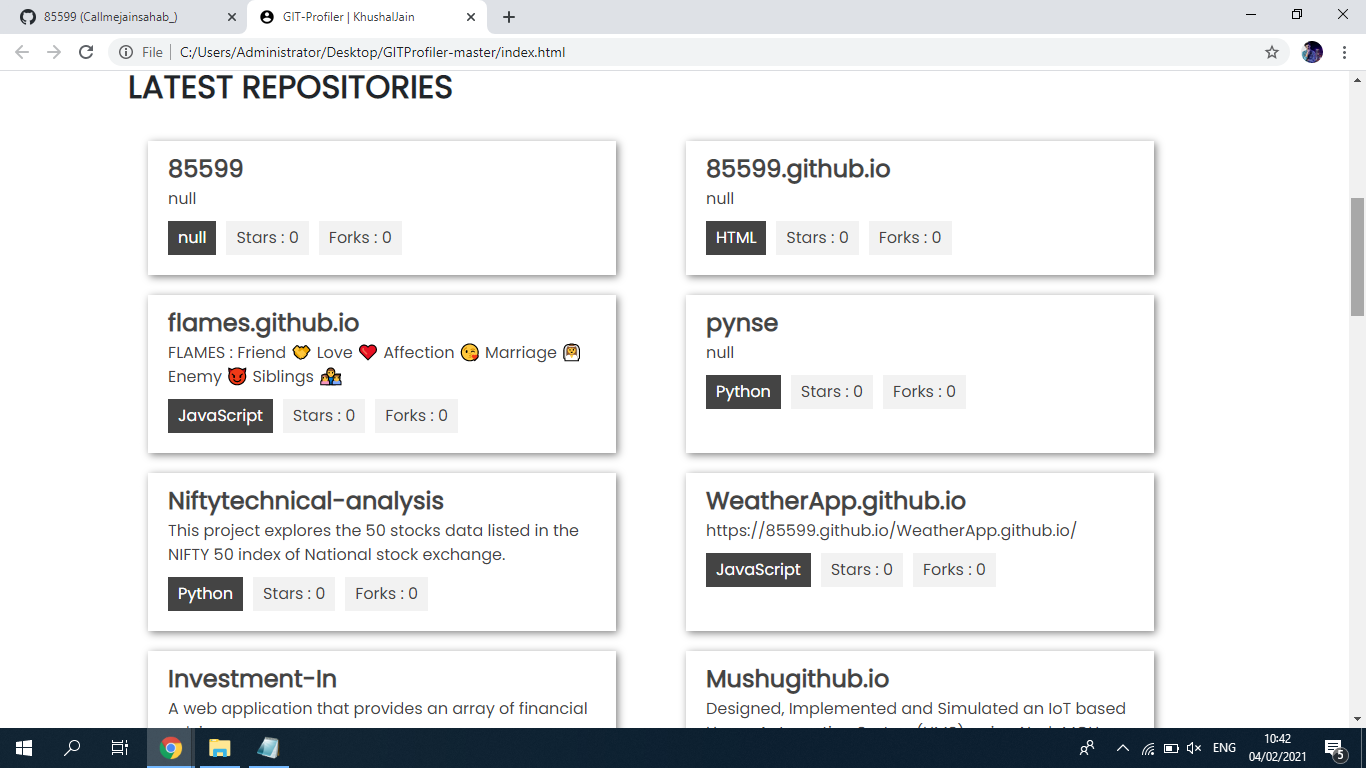 85599 (Callmejainsahab_)
GIT-Profiler | KhushalJain
File
C:/Users/Administrator/Desktop/GITProfiler-master/index.html
LATEST REPOSITORIES
85599
null
null Stars : 0 Forks : 0
85599.github.io
null
HTML Stars : 0 Forks : 0
flames.github.io
FLAMES : Friend 💛 Love ❤️ Affection 😘 Marriage 👰
Enemy 😈 Siblings 👩‍❤️‍👨
JavaScript Stars : 0 Forks : 0
pynse
null
Python Stars : 0 Forks : 0
Niftytechnical-analysis
This project explores the 50 stocks data listed in the
NIFTY 50 index of National stock exchange.
Python Stars : 0 Forks : 0
WeatherApp.github.io
https://85599.github.io/WeatherApp.github.io/
JavaScript Stars : 0 Forks : 0
Investment-In
A web application that provides an array of financial
Mushugithub.io
Designed, Implemented and Simulated an IoT based
ENG
10:42
04/02/2021
5